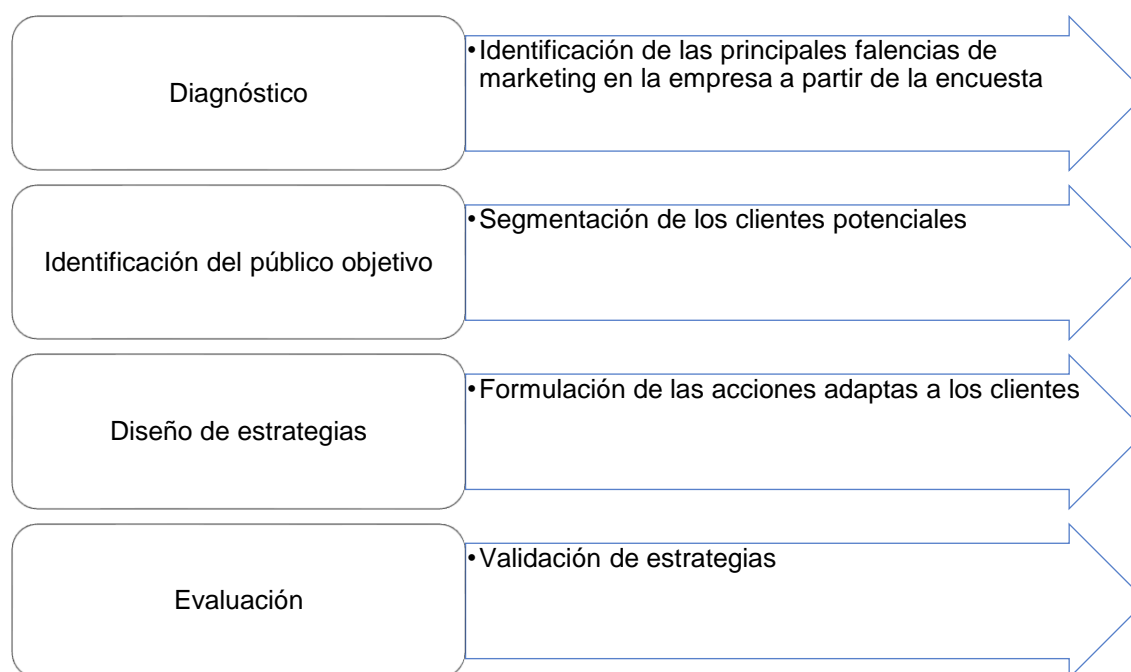 Diagnóstico
•Identificación de las principales falencias de
marketing en la empresa a partir de la encuesta
Identificación del público objetivo
•Segmentación de los clientes potenciales
Diseño de estrategias
•Formulación de las acciones adaptas a los clientes
Evaluación
•Validación de estrategias